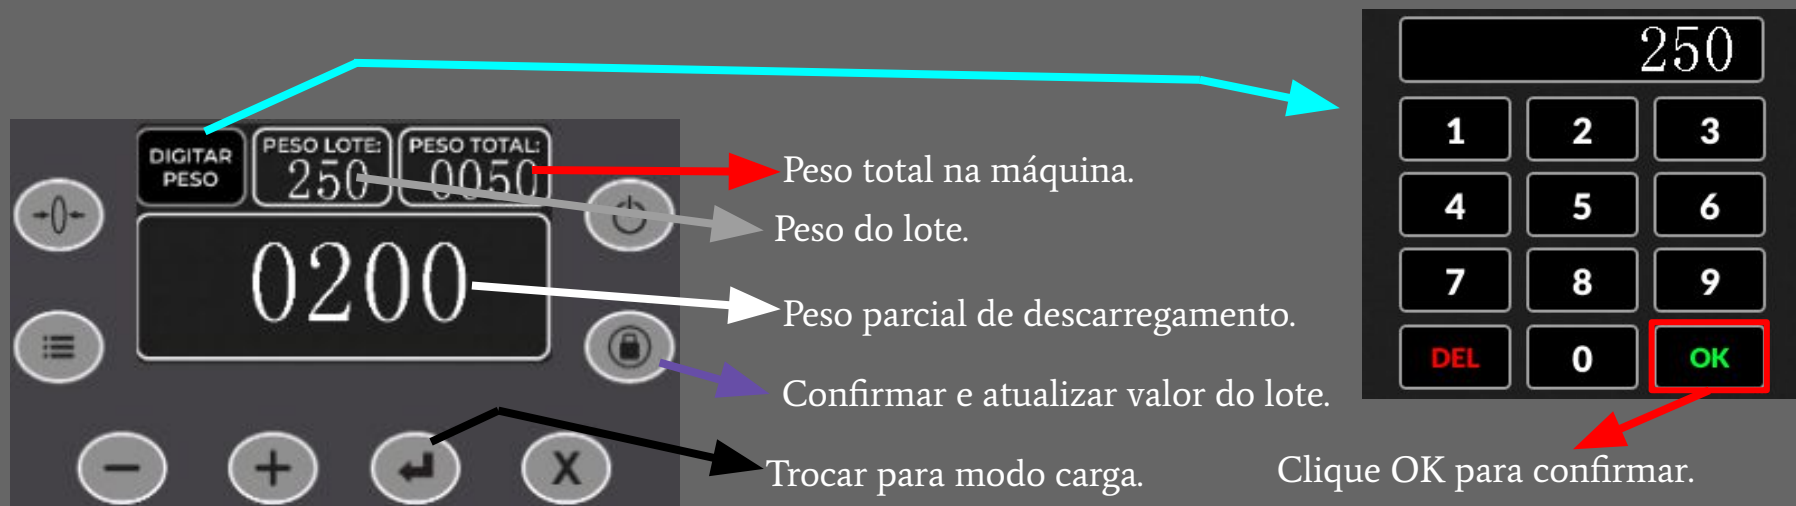 DIGITAR
PESO
PESO LOTE:
250
PESO TOTAL:
0050
0200
X
Peso total na máquina.
Peso do lote.
Peso parcial de descarregamento.
Confirmar e atualizar valor do lote.
Trocar para modo carga.
250
1 2 3
4 5 6
7 8 9
DEL 0 OK
Clique OK para confirmar.